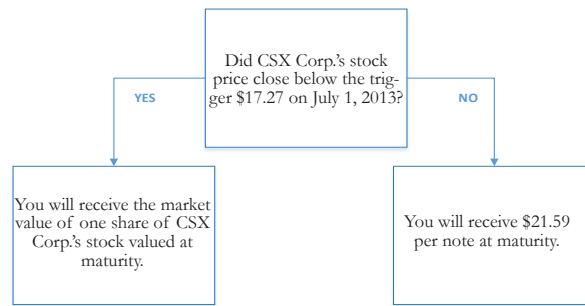 Did CSX Corp.'s stock
price close below the trig-
ger $17.27 on July 1, 2013?
YES
NO
You will receive the market
value of one share of CSX
Corp.'s stock valued at
maturity.
You will receive $21.59
per note at maturity.